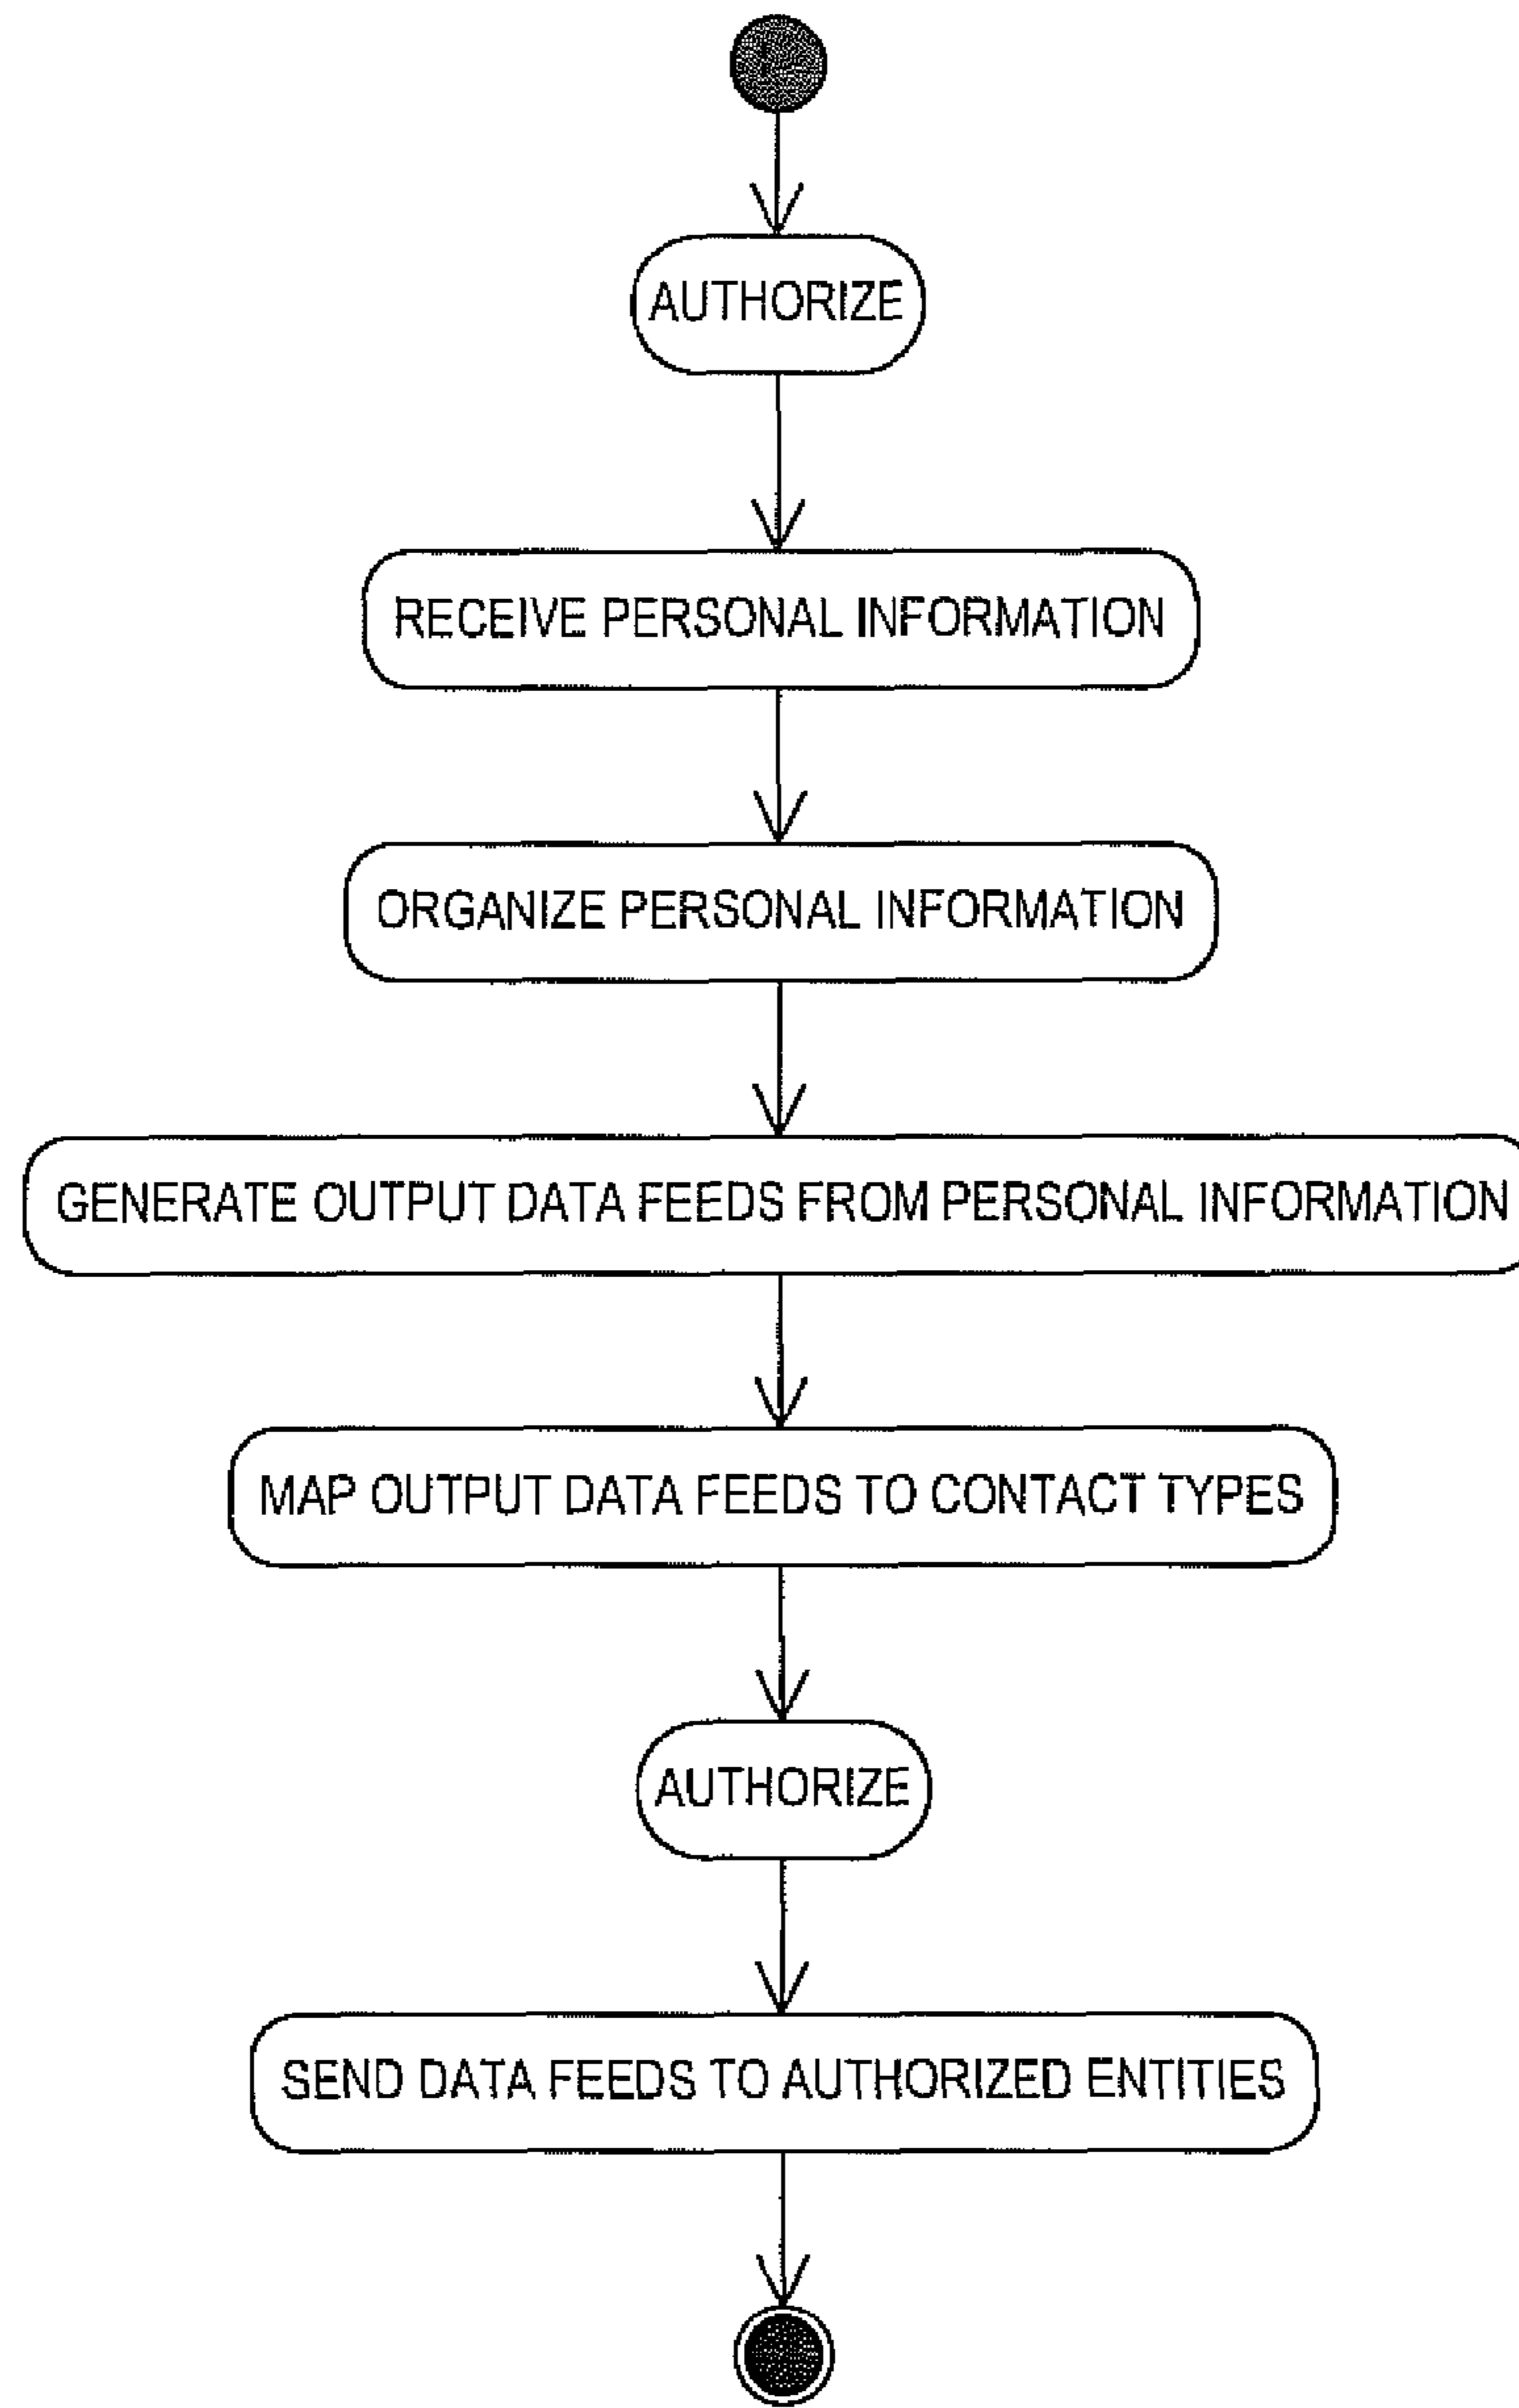 AUTHORIZE
RECEIVE PERSONAL INFORMATION
ORGANIZE PERSONAL INFORMATION
GENERATE OUTPUT DATA FEEDS FROM PERSONAL INFORMATION
MAP OUTPUT DATA FEEDS TO CONTACT TYPES
AUTHORIZE
SEND DATA FEEDS TO AUTHORIZED ENTITIES